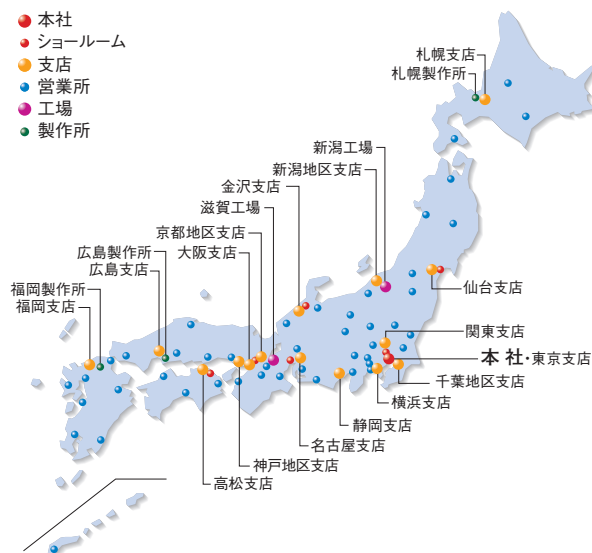 本社
ショールーム
支店
営業所
工場
製作所
札幌支店
札幌製作所
新潟工場
新潟地区支店
金沢支店
滋賀工場
京都地区支店
広島製作所
大阪支店
広島支店
福岡製作所
福岡支店
仙台支店
関東支店
本 社・東京支店
千葉地区支店
横浜支店
静岡支店
名古屋支店
神戸地区支店
高松支店